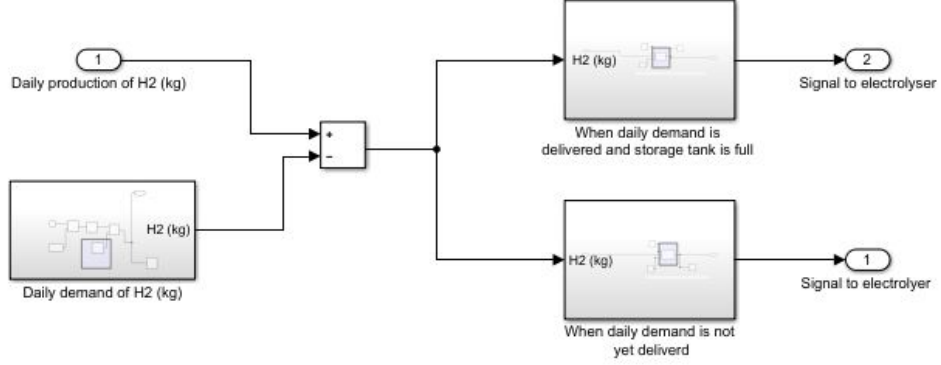 1
Daily production of H2 (kg)
+
−
H2 (kg)
Daily demand of H2 (kg)
H2 (kg)
When daily demand is
delivered and storage tank is full
2
Signal to electrolyser
H2 (kg)
When daily demand is not
yet deliverd
1
Signal to electrolyer